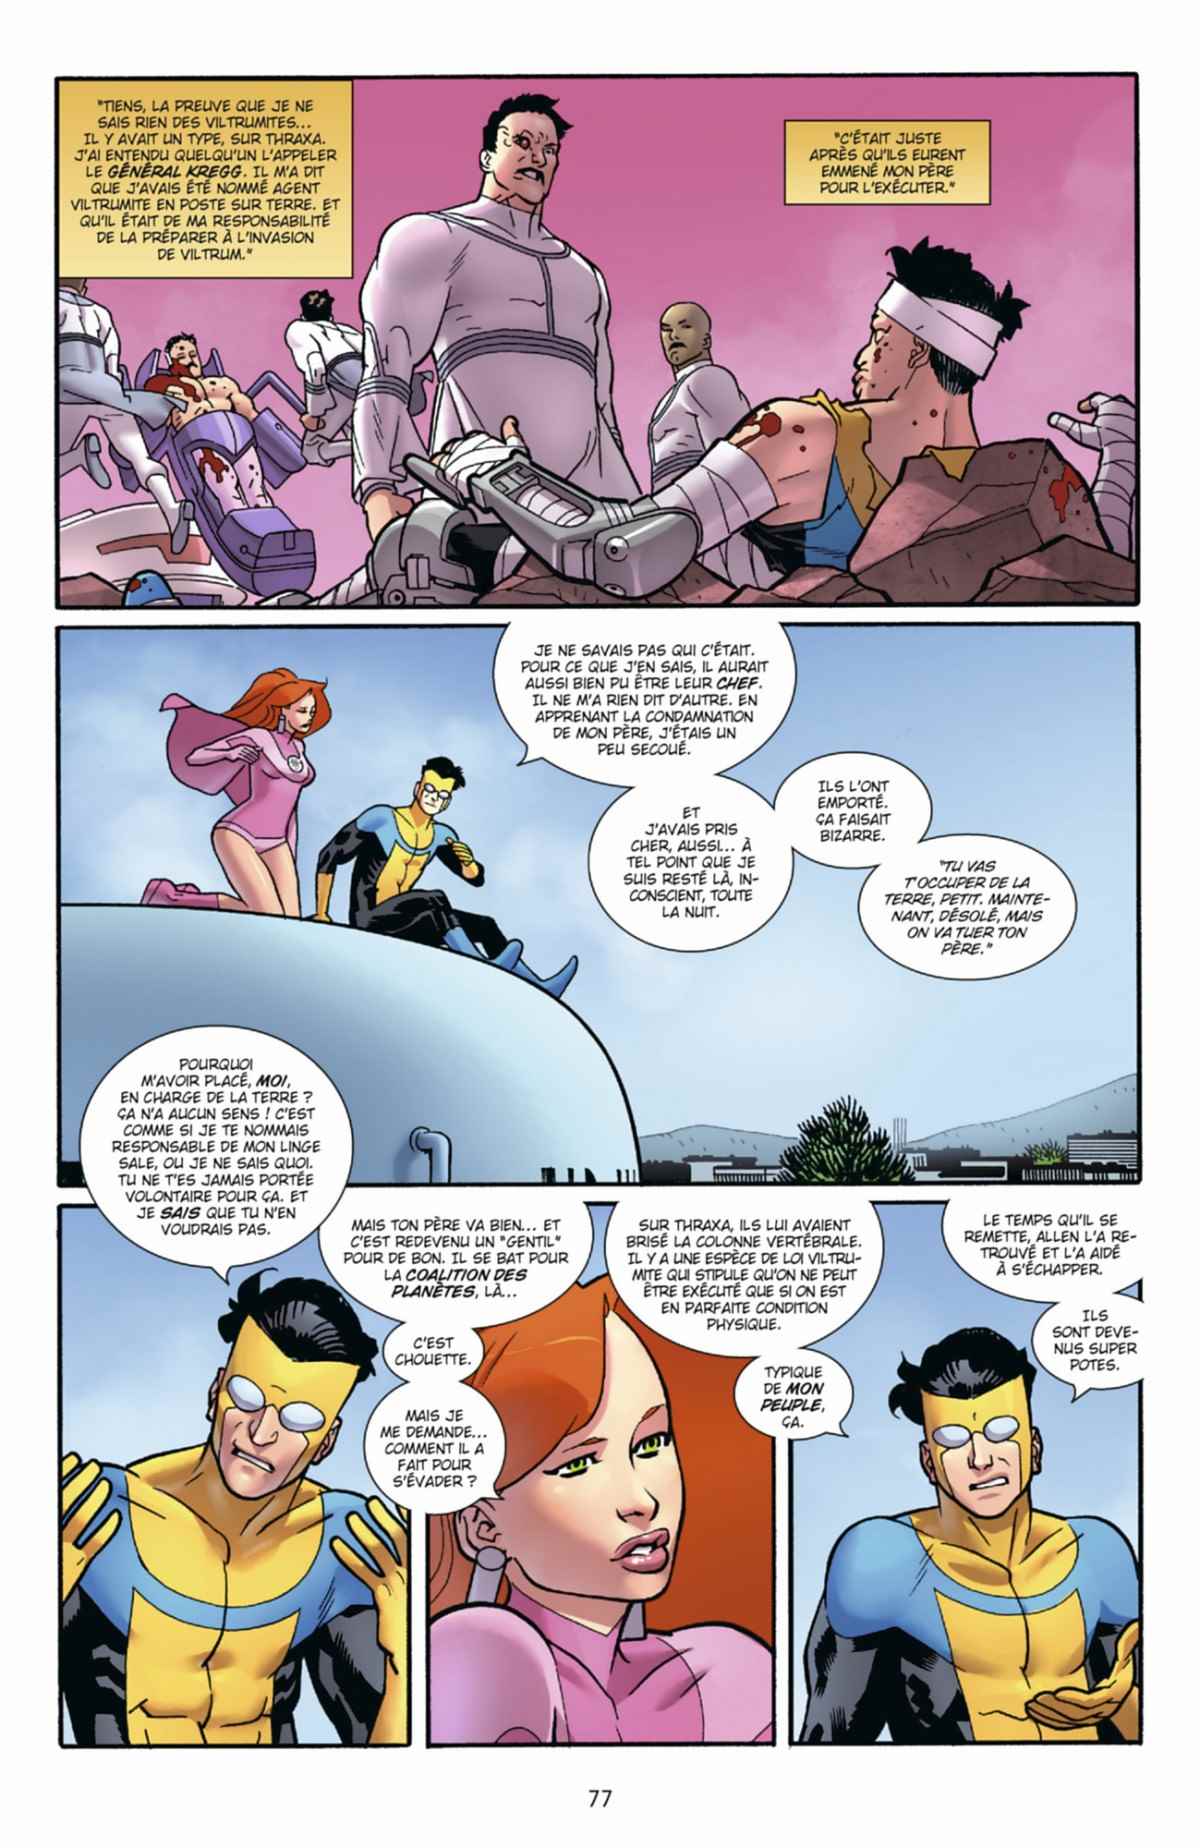 "TIENS, LA PREUVE QUE JE NE
SAIS RIEN DES VILTRUMITES...
IL Y AVAIT UN TYPE, SUR THRAXA.
J'AI ENTENDU QUELQU'UN L'APPELER
LE GÉNÉRAL KREGG. IL M'A DIT
QUE J'AVAIS ÉTÉ NOMMÉ AGENT
VILTRUMITE EN POSTE SUR TERRE. ET
QU'IL ÉTAIT DE MA RESPONSABILITÉ
DE LA PRÉPARER À L'INVASION
DE VILTRUM."
"C'ÉTAIT JUSTE
APRÈS QU'ILS EURENT
EMMENÉ MON PÈRE
POUR L'EXÉCUTER."
JE NE SAVAIS PAS QUI C'ÉTAIT.
POUR CE QUE J'EN SAIS, IL AURAIT
AUSSI BIEN PU ÊTRE LEUR CHEF.
IL NE M'A RIEN DIT D'AUTRE. EN
APPRENANT LA CONDAMNATION
DE MON PÈRE, J'ÉTAIS UN
PEU SECOUÉ.
ET
J'AVAIS PRIS
CHER, AUSSI... À
TEL POINT QUE JE
SUIS RESTÉ LÀ, IN-
CONSCIENT, TOUTE
LA NUIT.
ILS L'ONT
EMPORTÉ.
ÇA FAISAIT
BIZARRE.
"TU VAS
T'OCCUPER DE LA
TERRE, PETIT. MAINTE-
NANT, DÉSOLÉ, MAIS
ON VA TUER TON
PÈRE."
POURQUOI
M'AVOIR PLACÉ, MOI,
EN CHARGE DE LA TERRE ?
ÇA N'A AUCUN SENS ! C'EST
COMME SI JE TE NOMMAIS
RESPONSABLE DE MON LINGE
SALE, OU JE NE SAIS QUOI.
TU NE T'ES JAMAIS PORTÉE
VOLONTAIRE POUR ÇA. ET
JE SAIS QUE TU N'EN
VOUDRAIS PAS.
MAIS TON PÈRE VA BIEN... ET
C'EST REDEVENU UN "GENTIL"
POUR DE BON. IL SE BAT POUR
LA COALITION DES
PLANÈTES, LÀ...
C'EST
CHOUETTE.
MAIS JE
ME DEMANDE...
COMMENT IL A
FAIT POUR
S'ÉVADER ?
SUR THRAXA, ILS LUI AVAIENT
BRISÉ LA COLONNE VERTÉBRALE.
IL Y A UNE ESPÈCE DE LOI VILTRU-
MITE QUI STIPULE QU'ON NE PEUT
ÊTRE EXÉCUTÉ QUE SI ON EST
EN PARFAITE CONDITION
PHYSIQUE.
TYPIQUE
DE MON
PEUPLE,
ÇA.
LE TEMPS QU'IL SE
REMETTE, ALLEN L'A RE-
TROUVÉ ET L'A AIDÉ
À S'ÉCHAPPER.
ILS
SONT DEVE-
NUS SUPER
POTES.
77